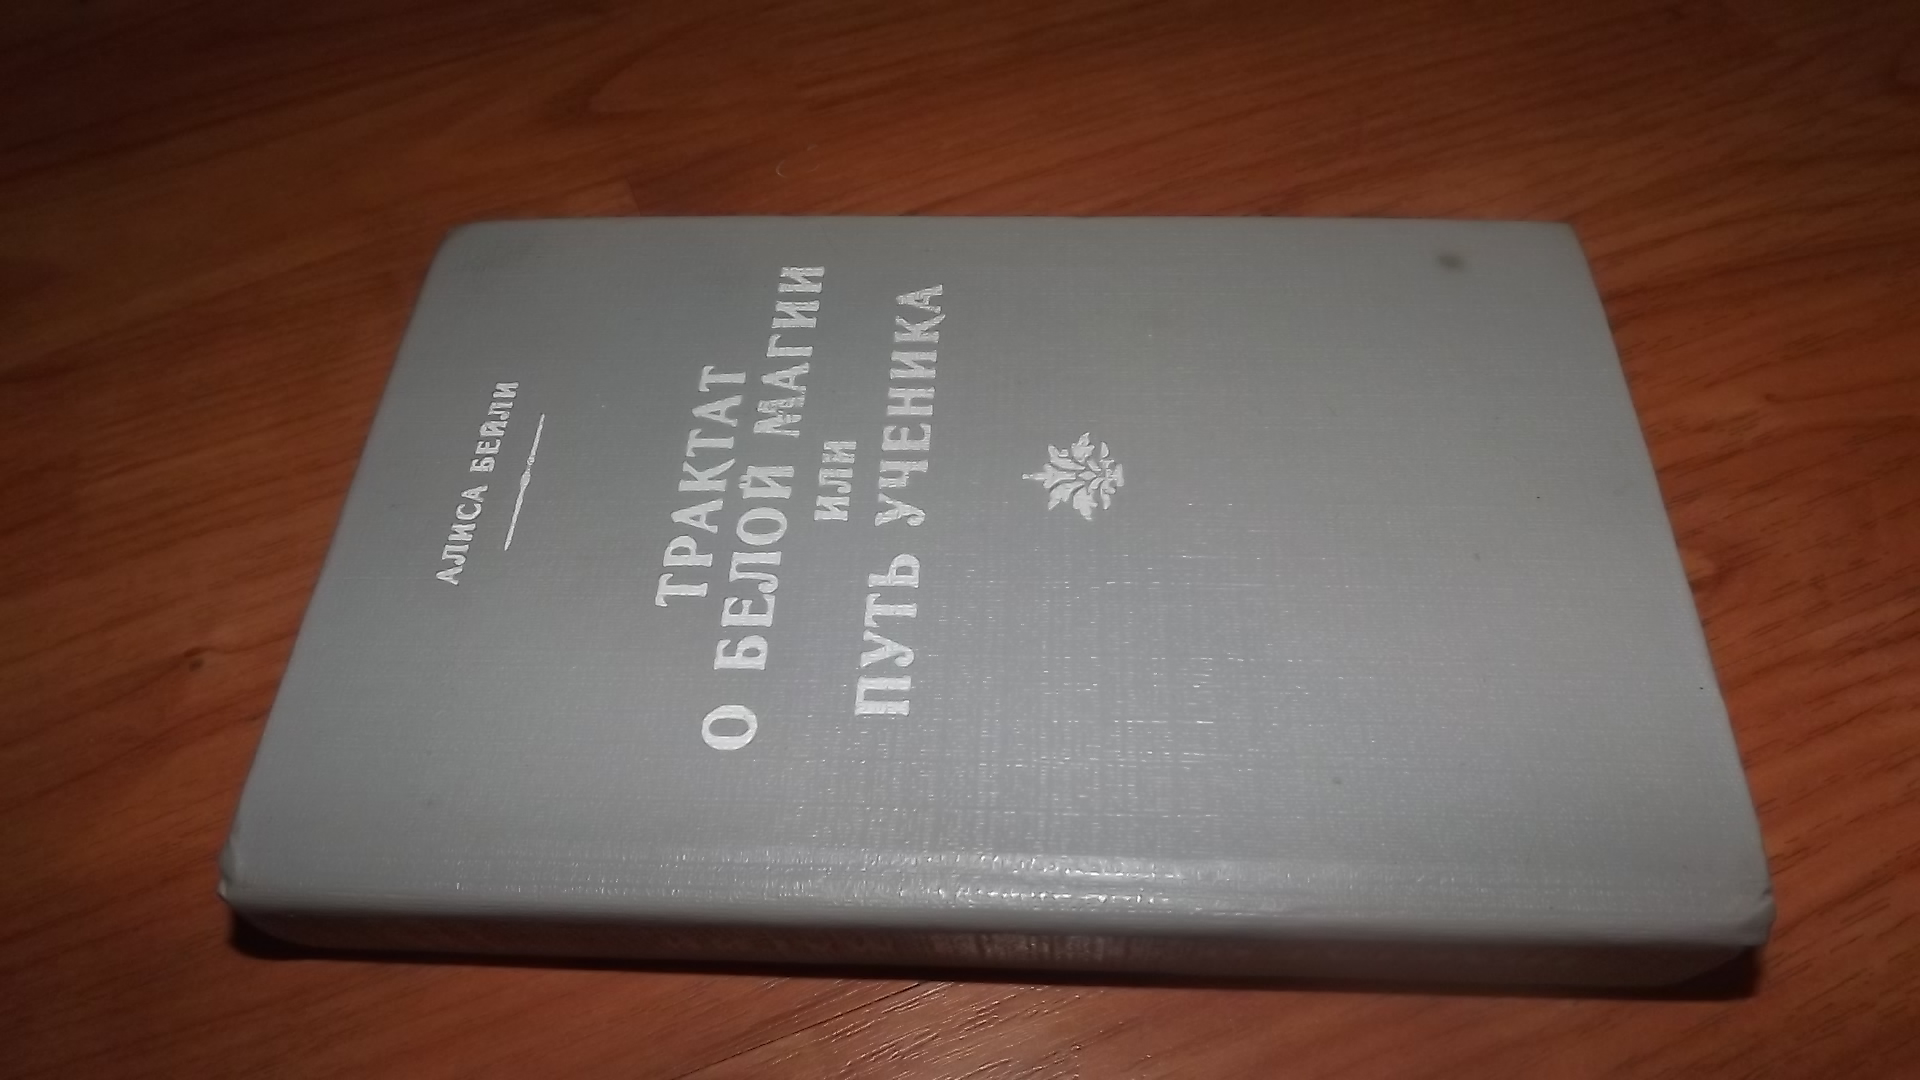 АЛИСА БЕЙЛИ
ТРАКТАТ
О БЕЛОЙ МАГИИ
ИЛИ
ПУТЬ УЧЕНИКА